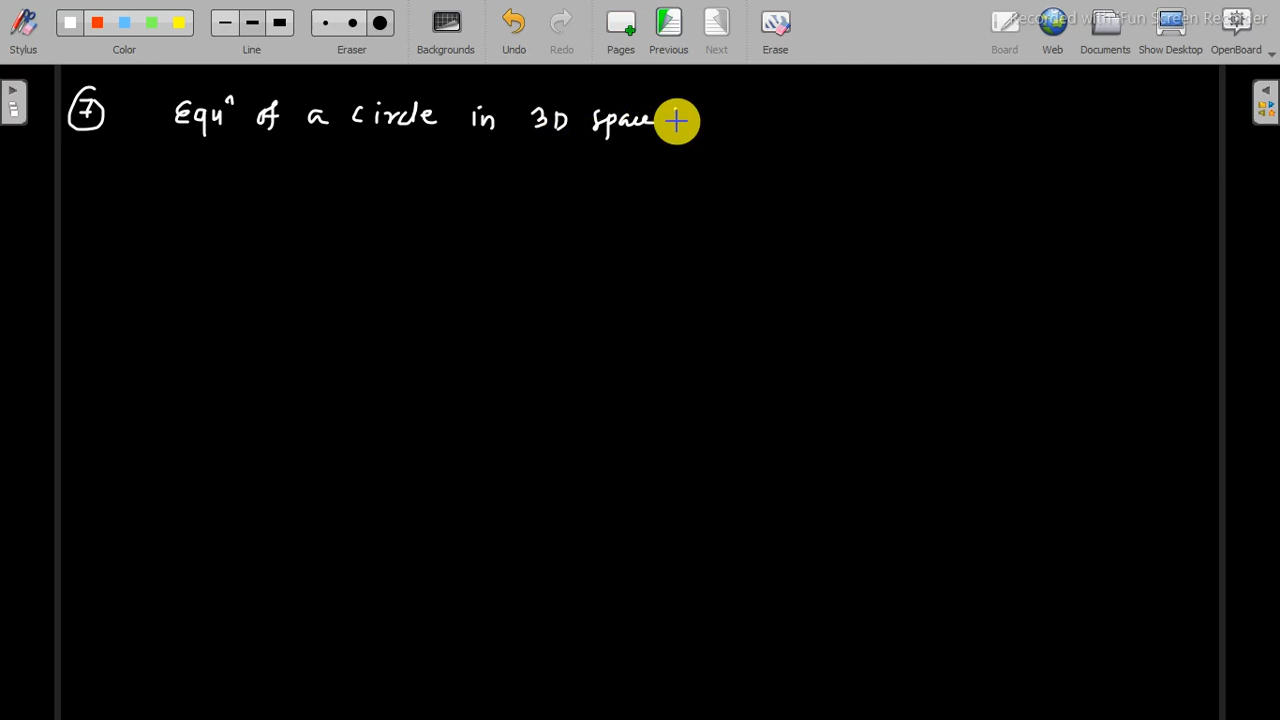 Recorded with Fun Screen Recorder
Stylus
Color
Line
Eraser
Backgrounds
Undo
Redo
Pages
Previous
Next
Erase
Board
Web
Documents
Show Desktop
OpenBoard
7 Equⁿ of a circle in 3D space